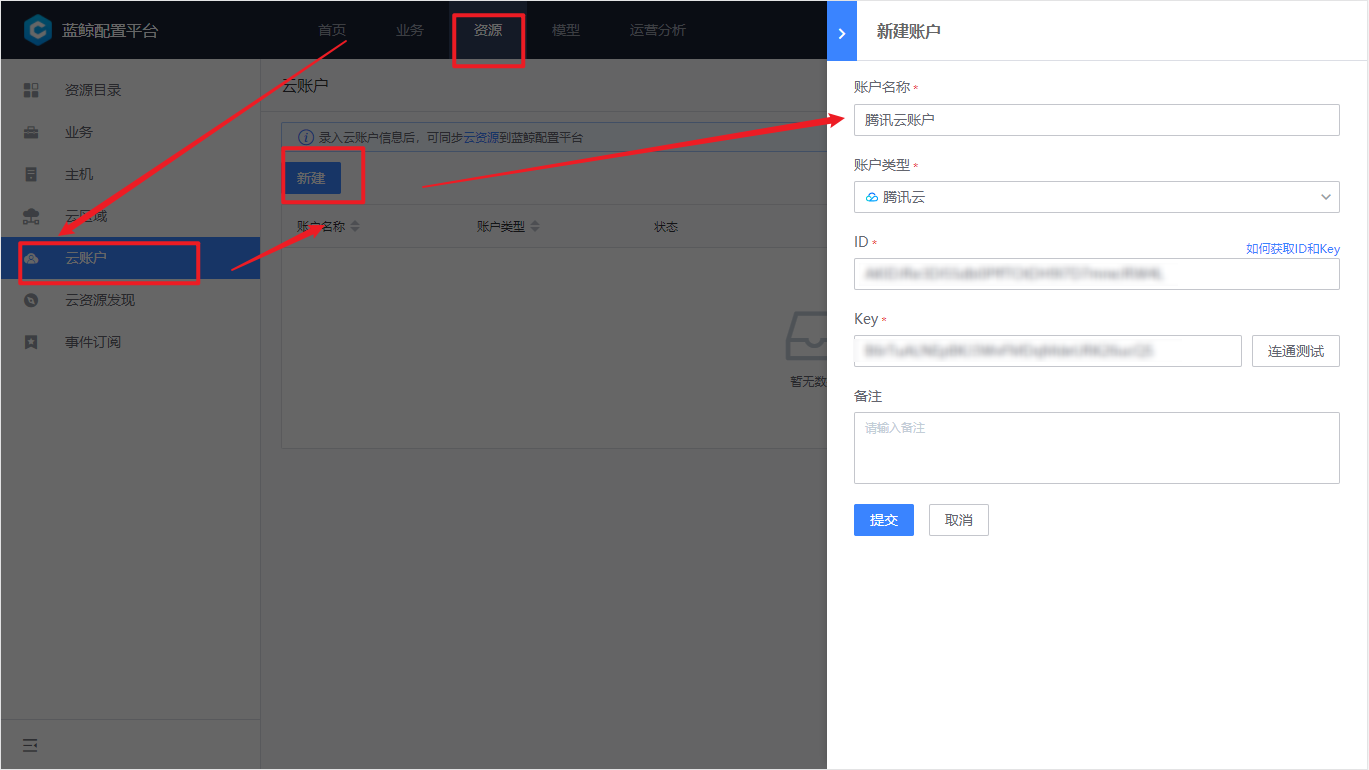 蓝鲸配置平台
首页
业务
资源
模型
运营分析
资源目录
业务
主机
云区域
云账户
云资源发现
事件订阅
云账户
录入云账户信息后，可同步云资源到蓝鲸配置平台
新建
账户名称
账户类型
状态
暂无数
新建账户
账户名称 *
腾讯云账户
账户类型 *
腾讯云
ID *
如何获取ID和Key
Key *
连通测试
备注
请输入备注
提交
取消